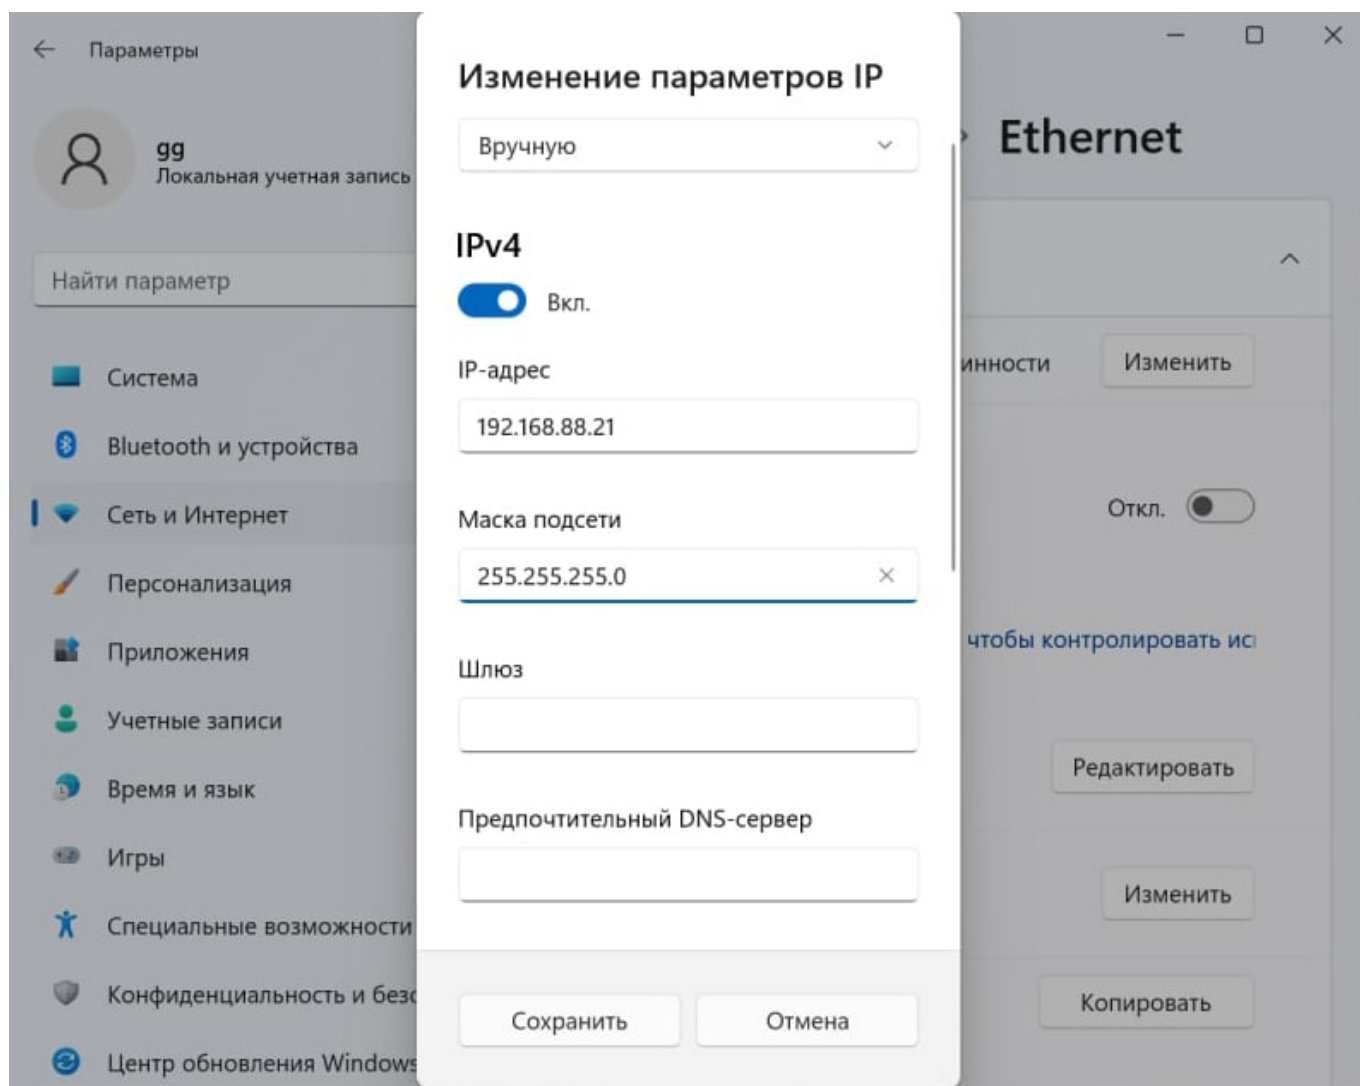 Параметры
gg
Локальная учетная запись
Найти параметр
Система
Bluetooth и устройства
Сеть и Интернет
Персонализация
Приложения
Учетные записи
Время и язык
Игры
Специальные возможности
Конфиденциальность и безо
Центр обновления Windows
Изменение параметров IP
Вручную
IPv4
Вкл.
IP-адрес
192.168.88.21
Маска подсети
255.255.255.0
Шлюз
Предпочтительный DNS-сервер
Сохранить Отмена
Ethernet
инности Изменить
Откл.
чтобы контролировать ис
Редактировать
Изменить
Копировать